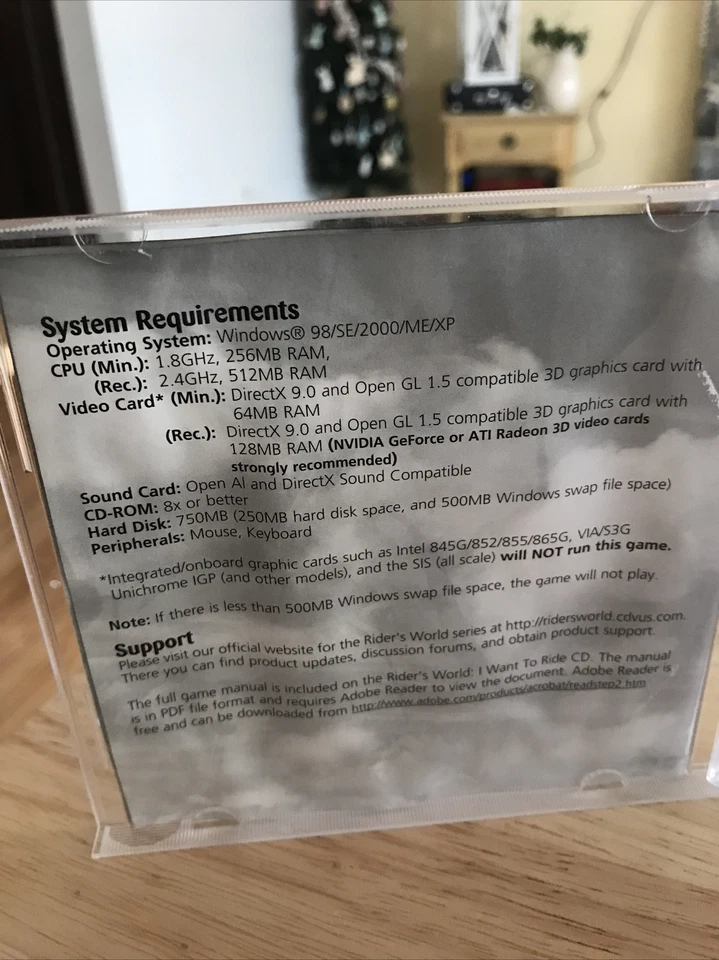 System Requirements
Operating System: Windows® 98/SE/2000/ME/XP
CPU (Min.): 1.8GHz, 256MB RAM,
(Rec.): 2.4GHz, 512MB RAM
Video Card* (Min.): DirectX 9.0 and Open GL 1.5 compatible 3D graphics card with
64MB RAM
(Rec.): DirectX 9.0 and Open GL 1.5 compatible 3D graphics card with
128MB RAM (NVIDIA GeForce or ATI Radeon 3D video cards
strongly recommended)
Sound Card: Open Al and DirectX Sound Compatible
CD-ROM: 8x or better
Hard Disk: 750MB (250MB hard disk space, and 500MB Windows swap file space)
Peripherals: Mouse, Keyboard
*Integrated/onboard graphic cards such as Intel 845G/852/855/865G, VIA/S3G
Unichrome IGP (and other models), and the SIS (all scale) will NOT run this game.
Note: If there is less than 500MB Windows swap file space, the game will not play.
Support
Please visit our official website for the Rider's World series at http://ridersworld.cdvus.com.
There you can find product updates, discussion forums, and obtain product support.
The full game manual is included on the Rider's World: I Want To Ride CD. The manual
is in PDF file format and requires Adobe Reader to view the document. Adobe Reader is
free and can be downloaded from http://www.adobe.com/products/acrobat/readstep2.htm